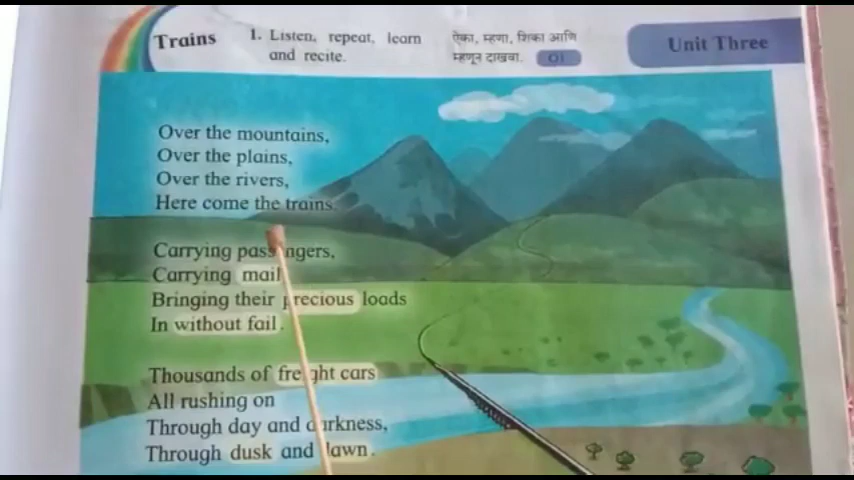 Trains
1. Listen, repeat, learn
and recite.
ऐका, म्हणा, शिका आणि
म्हणून दाखवा.
Unit Three
Over the mountains,
Over the plains,
Over the rivers,
Here come the trains.
Carrying passengers,
Carrying mail
Bringing their precious loads
In without fail.
Thousands of freight cars
All rushing on
Through day and darkness,
Through dusk and dawn.